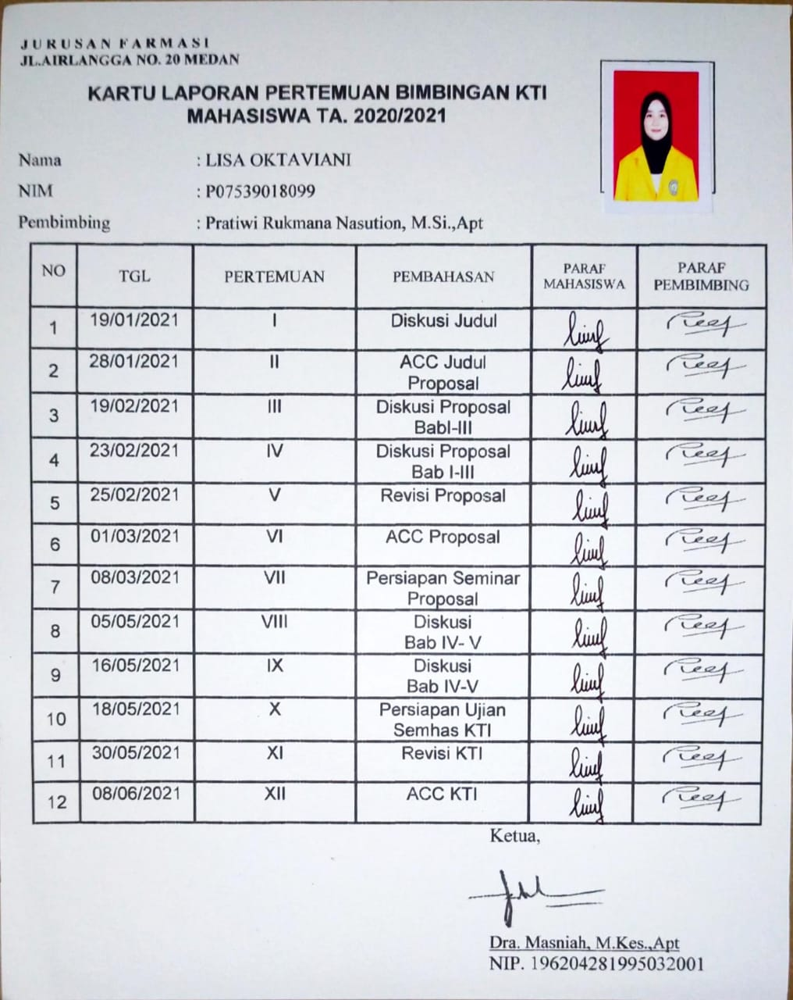 JURUSAN FARMASI
JL.AIRLANGGA NO. 20 MEDAN
KARTU LAPORAN PERTEMUAN BIMBINGAN KTI
MAHASISWA TA. 2020/2021
Nama : LISA OKTAVIANI
NIM : P07539018099
Pembimbing : Pratiwi Rukmana Nasution, M.Si.,Apt
NO TGL PERTEMUAN PEMBAHASAN PARAF MAHASISWA PARAF PEMBIMBING
1 19/01/2021 I Diskusi Judul
2 28/01/2021 II ACC Judul
Proposal
3 19/02/2021 III Diskusi Proposal
BabI-III
4 23/02/2021 IV Diskusi Proposal
Bab I-III
5 25/02/2021 V Revisi Proposal
6 01/03/2021 VI ACC Proposal
7 08/03/2021 VII Persiapan Seminar
Proposal
8 05/05/2021 VIII Diskusi
Bab IV- V
9 16/05/2021 IX Diskusi
Bab IV-V
10 18/05/2021 X Persiapan Ujian
Semhas KTI
11 30/05/2021 XI Revisi KTI
12 08/06/2021 XII ACC KTI
Ketua,
Dra. Masniah, M.Kes.,Apt
NIP. 196204281995032001